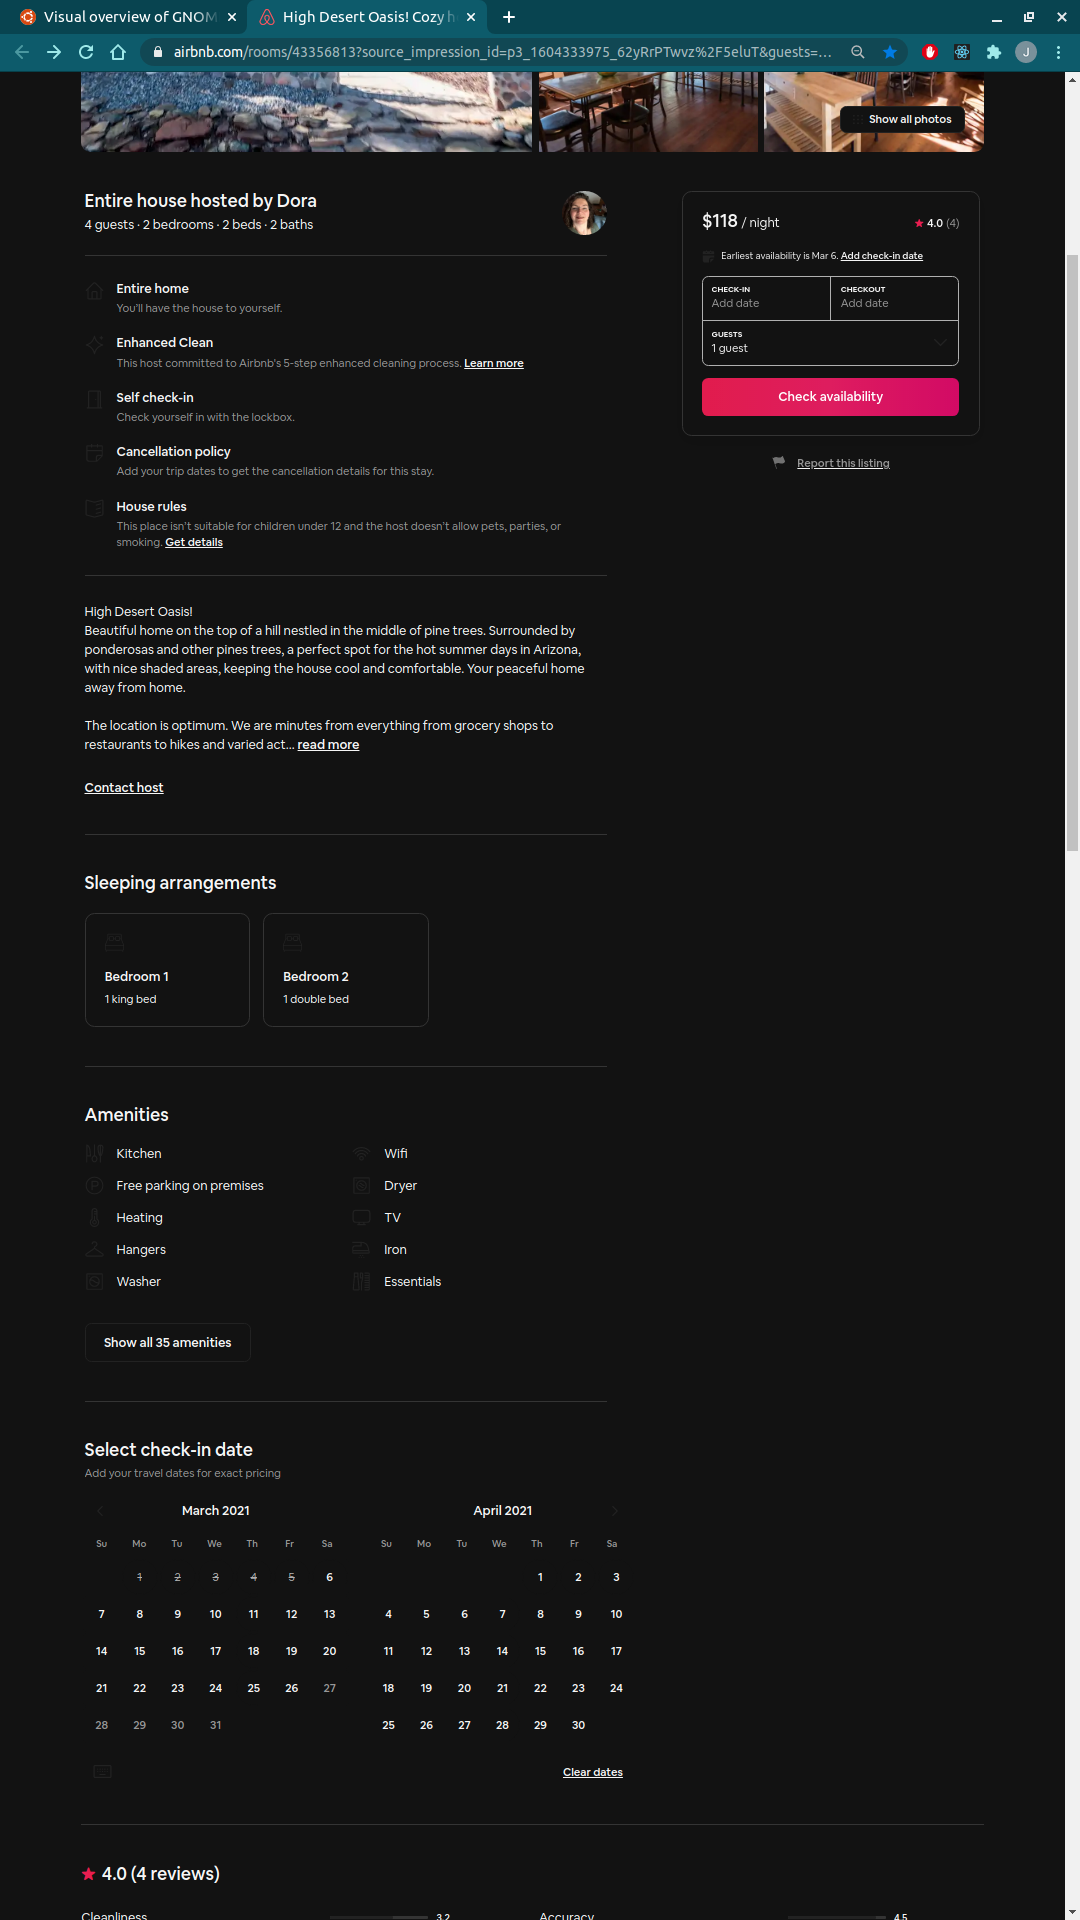 Visual overview of GNOM
High Desert Oasis! Cozy h
airbnb.com/rooms/43356813?source_impression_id=p3_1604333975_62yRrPTwvz%2F5eluT&guests=...
J
Show all photos
Entire house hosted by Dora
4 guests · 2 bedrooms · 2 beds · 2 baths
$118 / night
4.0 (4)
Earliest availability is Mar 6. Add check-in date
CHECK-IN
Add date
CHECKOUT
Add date
GUESTS
1 guest
Check availability
Report this listing
Entire home
You'll have the house to yourself.
Enhanced Clean
This host committed to Airbnb's 5-step enhanced cleaning process. Learn more
Self check-in
Check yourself in with the lockbox.
Cancellation policy
Add your trip dates to get the cancellation details for this stay.
House rules
This place isn't suitable for children under 12 and the host doesn't allow pets, parties, or
smoking. Get details
High Desert Oasis!
Beautiful home on the top of a hill nestled in the middle of pine trees. Surrounded by
ponderosas and other pines trees, a perfect spot for the hot summer days in Arizona,
with nice shaded areas, keeping the house cool and comfortable. Your peaceful home
away from home.
The location is optimum. We are minutes from everything from grocery shops to
restaurants to hikes and varied act... read more
Contact host
Sleeping arrangements
Bedroom 1
1 king bed
Bedroom 2
1 double bed
Amenities
Kitchen
Wifi
Free parking on premises
Dryer
Heating
TV
Hangers
Iron
Washer
Essentials
Show all 35 amenities
Select check-in date
Add your travel dates for exact pricing
March 2021
Su Mo Tu We Th Fr Sa
1 2 3 4 5 6
7 8 9 10 11 12 13
14 15 16 17 18 19 20
21 22 23 24 25 26 27
28 29 30 31
April 2021
Su Mo Tu We Th Fr Sa
1 2 3
4 5 6 7 8 9 10
11 12 13 14 15 16 17
18 19 20 21 22 23 24
25 26 27 28 29 30
Clear dates
4.0 (4 reviews)
Cleanliness 3.2
Accuracy 4.5